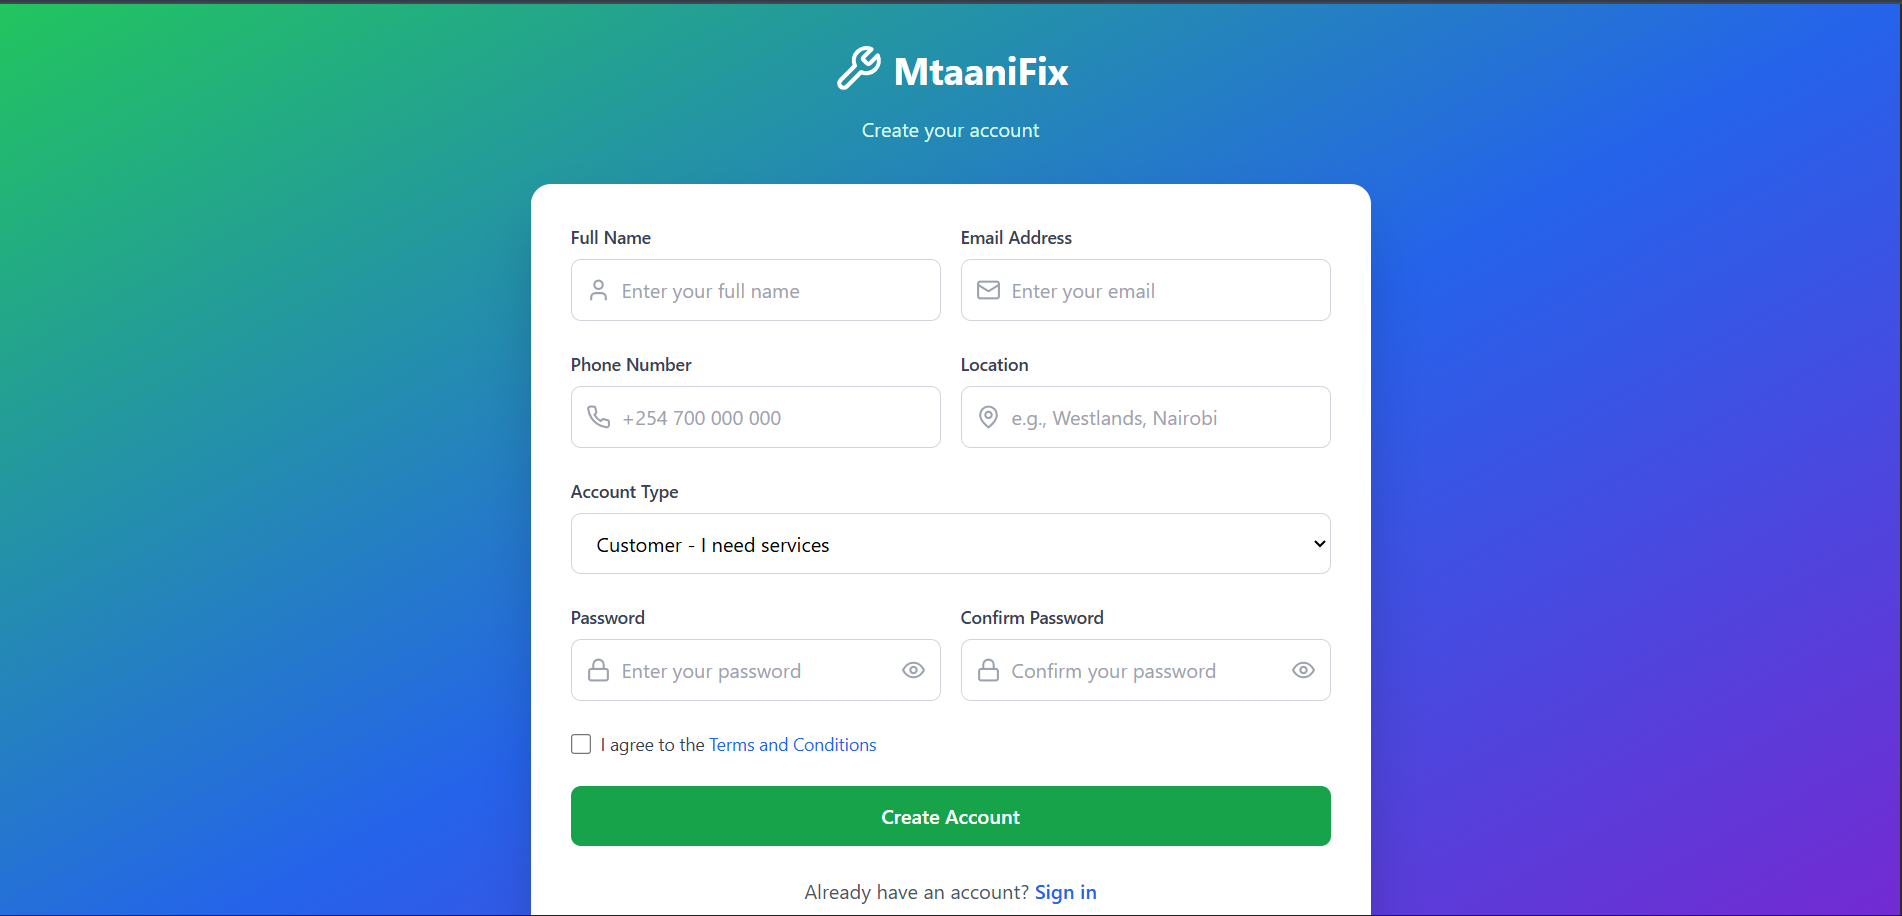 MtaaniFix
Create your account
Full Name
Email Address
Enter your full name
Enter your email
Phone Number
Location
+254 700 000 000
e.g., Westlands, Nairobi
Account Type
Customer - I need services
Password
Confirm Password
Enter your password
Confirm your password
I agree to the Terms and Conditions
Create Account
Already have an account? Sign in